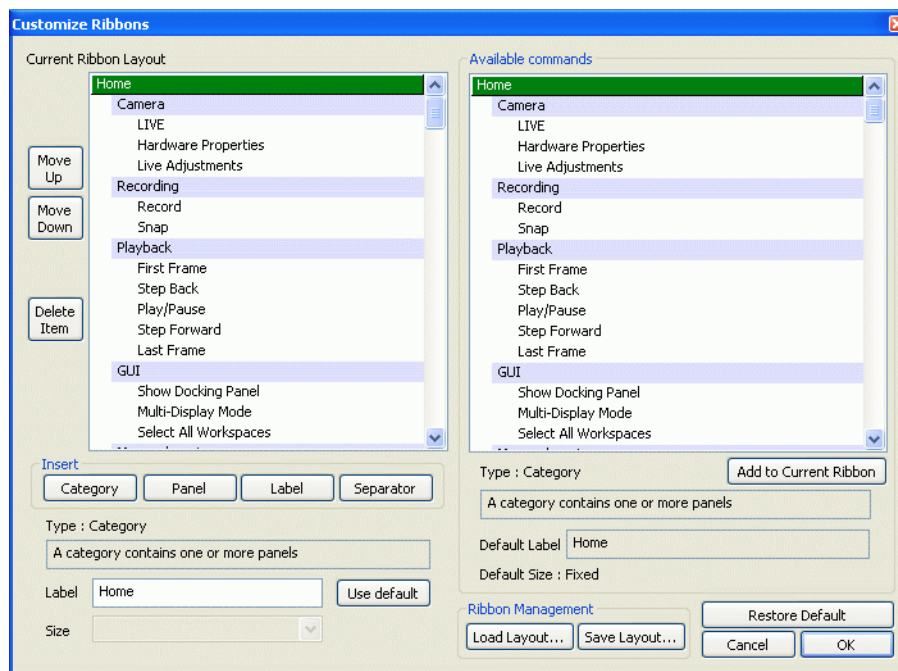 Customize Ribbons
Current Ribbon Layout
Home
Camera
LIVE
Hardware Properties
Live Adjustments
Recording
Record
Snap
Playback
First Frame
Step Back
Play/Pause
Step Forward
Last Frame
GUI
Show Docking Panel
Multi-Display Mode
Select All Workspaces
Move
Up
Move
Down
Delete
Item
Insert
Category
Panel
Label
Separator
Type : Category
A category contains one or more panels
Label
Home
Use default
Size
Available commands
Home
Camera
LIVE
Hardware Properties
Live Adjustments
Recording
Record
Snap
Playback
First Frame
Step Back
Play/Pause
Step Forward
Last Frame
GUI
Show Docking Panel
Multi-Display Mode
Select All Workspaces
Type : Category
Add to Current Ribbon
A category contains one or more panels
Default Label
Home
Default Size : Fixed
Ribbon Management
Load Layout...
Save Layout...
Restore Default
Cancel
OK